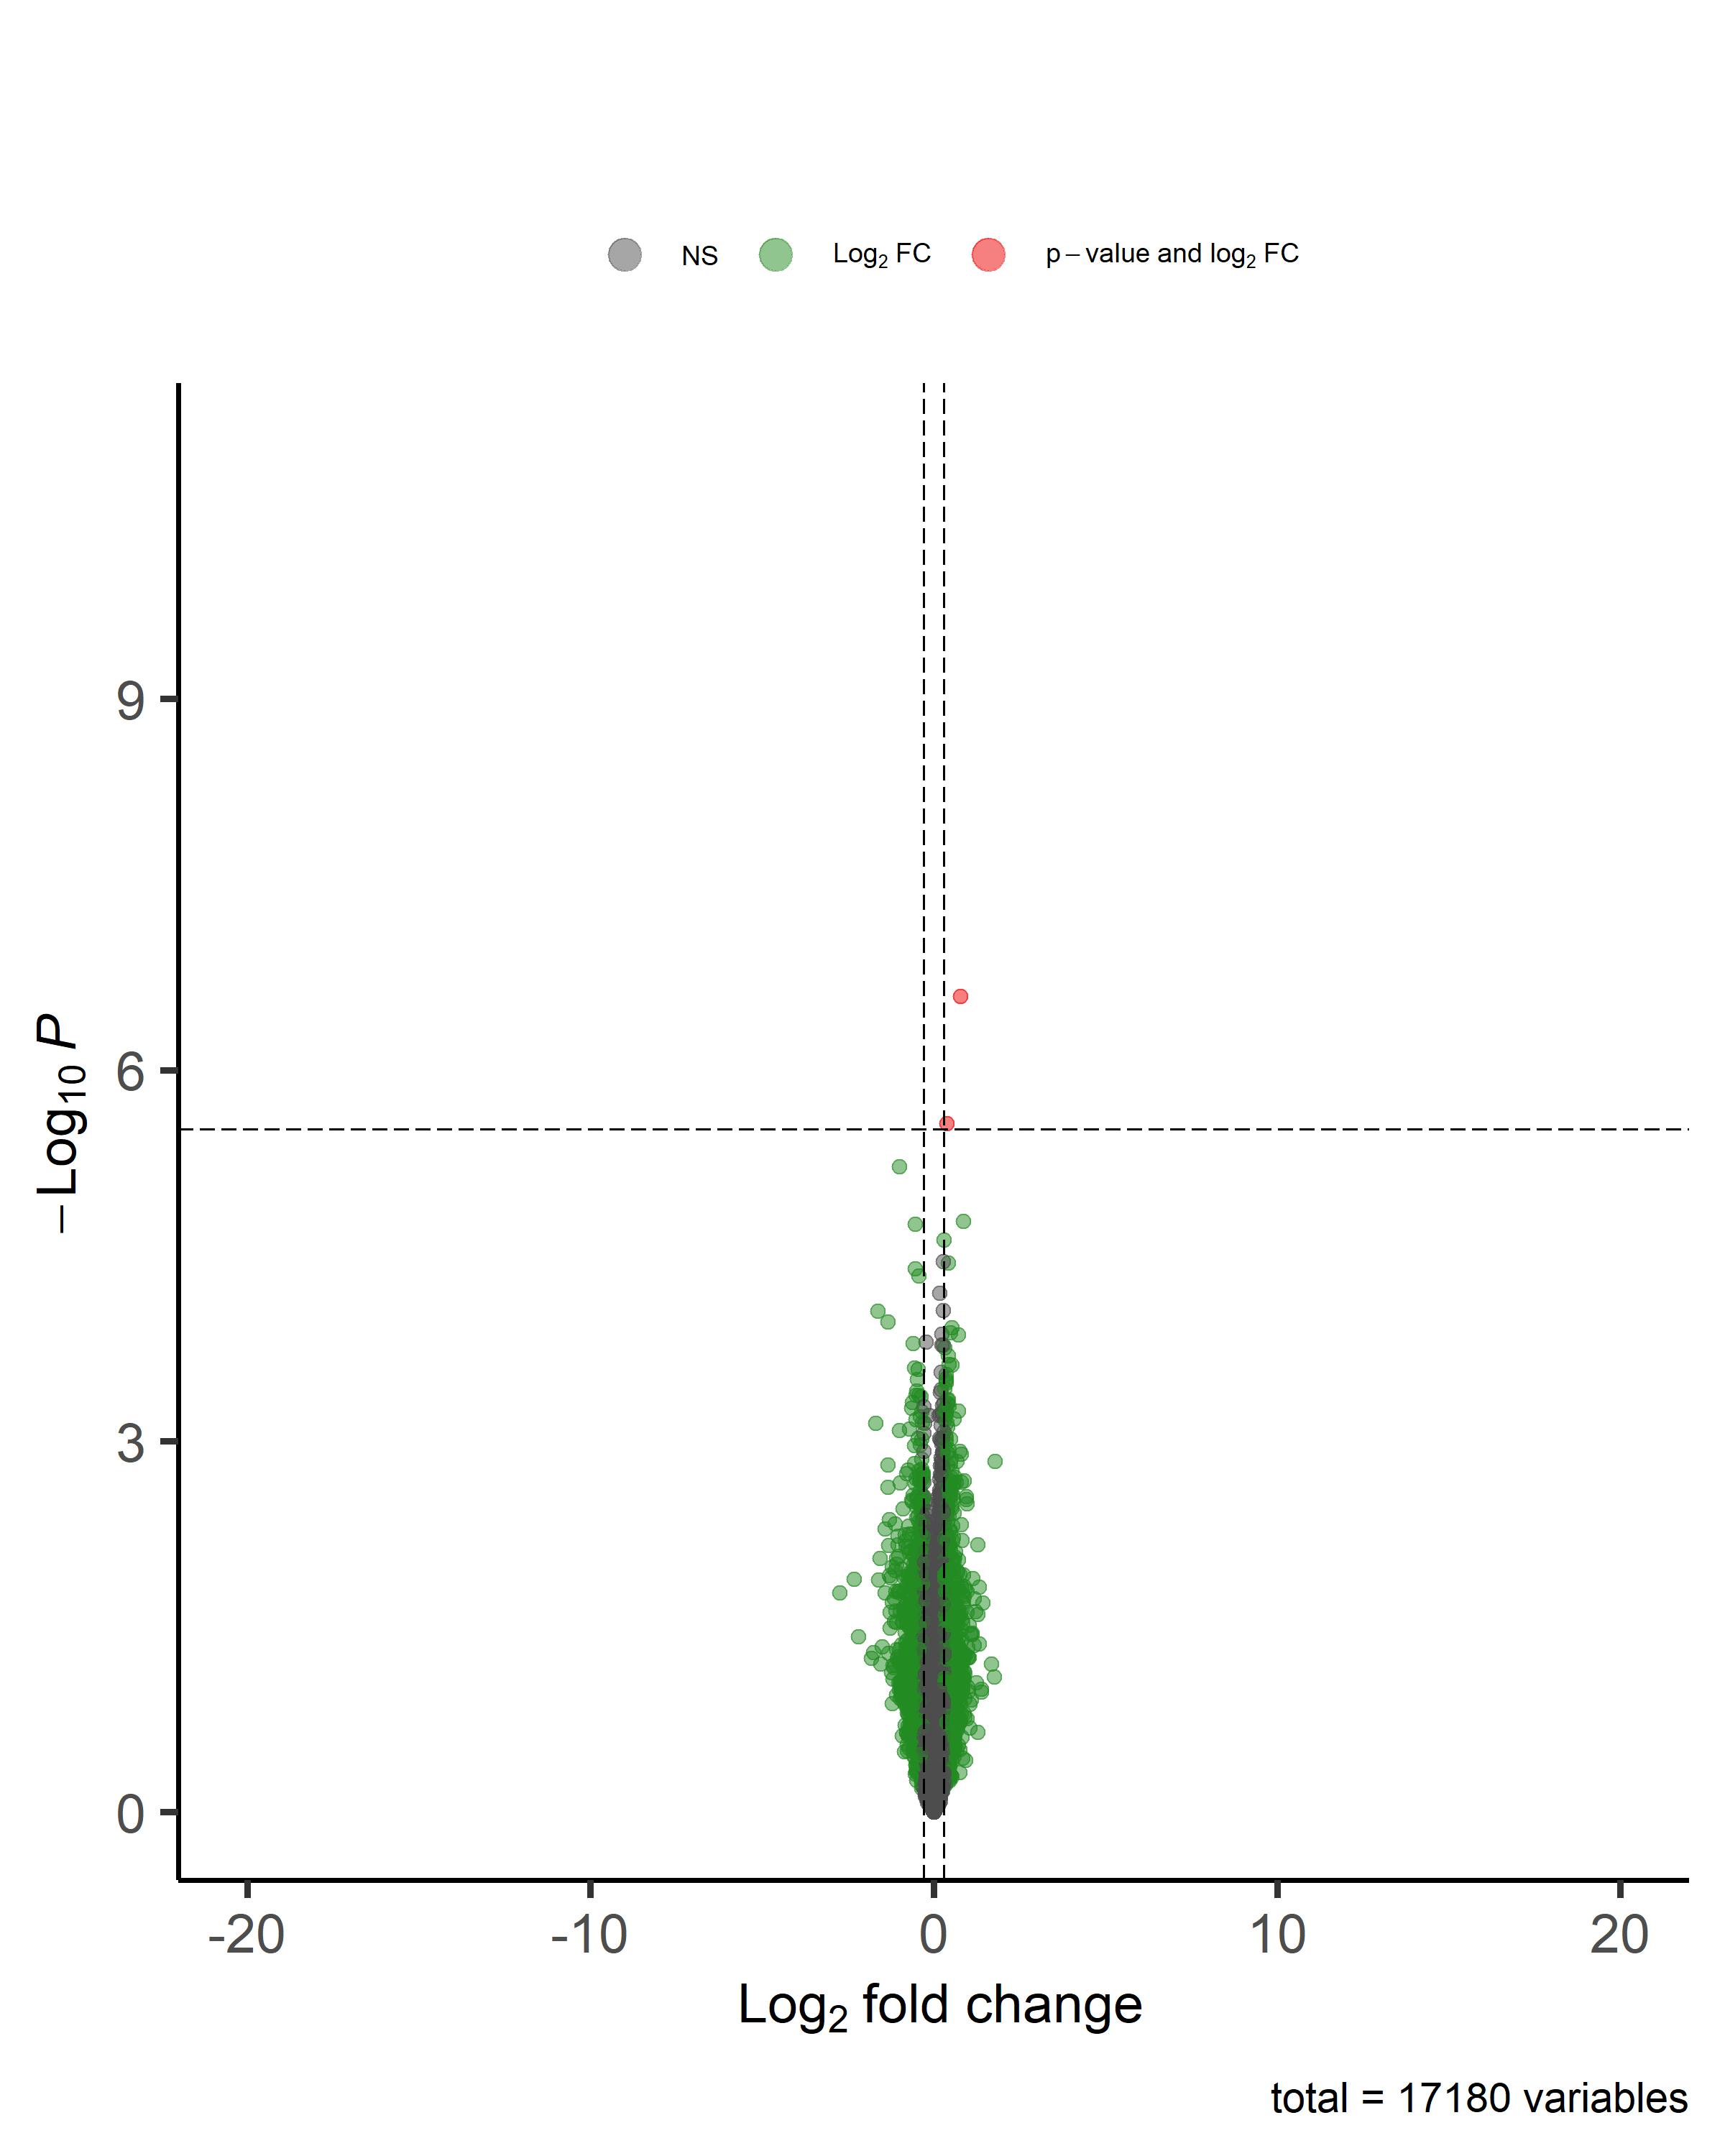 NS Log₂ FC p – value and log₂ FC
9
6
3
0
– Log₁₀ P
-20 -10 0 10 20
Log₂ fold change
total = 17180 variables